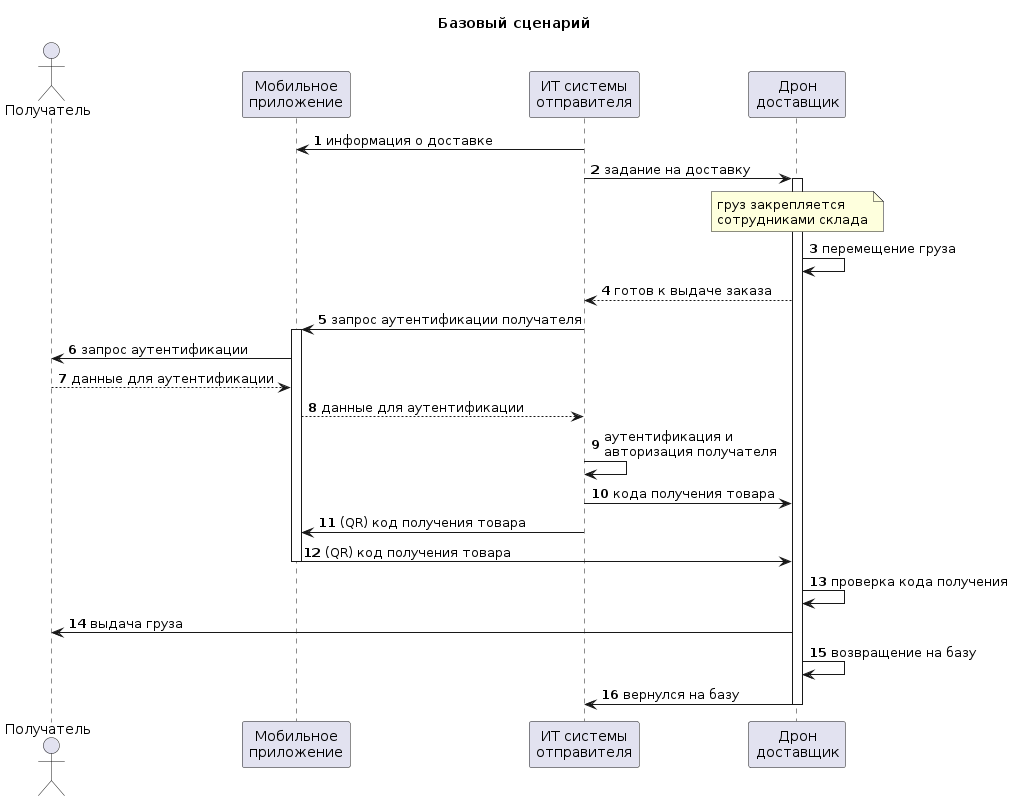 Базовый сценарий
Получатель
Мобильное
приложение
ИТ системы
отправителя
Дрон
доставщик
1 информация о доставке
2 задание на доставку
груз закрепляется
сотрудниками склада
3 перемещение груза
4 готов к выдаче заказа
5 запрос аутентификации получателя
6 запрос аутентификации
7 данные для аутентификации
8 данные для аутентификации
9 аутентификация и
авторизация получателя
10 кода получения товара
11 (QR) код получения товара
12 (QR) код получения товара
13 проверка кода получения
14 выдача груза
15 возвращение на базу
16 вернулся на базу
Получатель
Мобильное
приложение
ИТ системы
отправителя
Дрон
доставщик